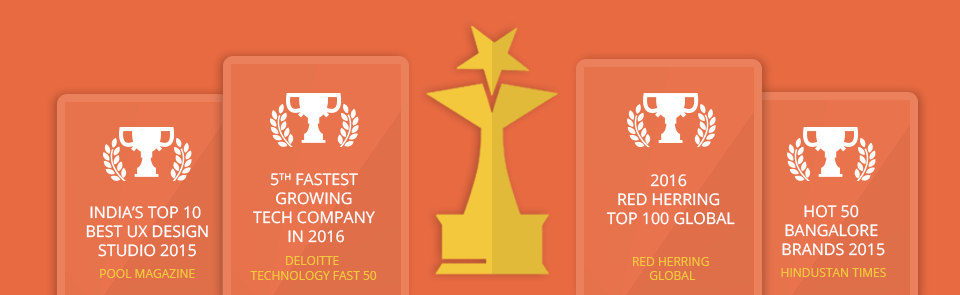 INDIA'S TOP 10
BEST UX DESIGN
STUDIO 2015
POOL MAGAZINE
5TH FASTEST
GROWING
TECH COMPANY
IN 2016
DELOITTE
TECHNOLOGY FAST 50
2016
RED HERRING
TOP 100 GLOBAL
RED HERRING
GLOBAL
HOT 50
BANGALORE
BRANDS 2015
HINDUSTAN TIMES